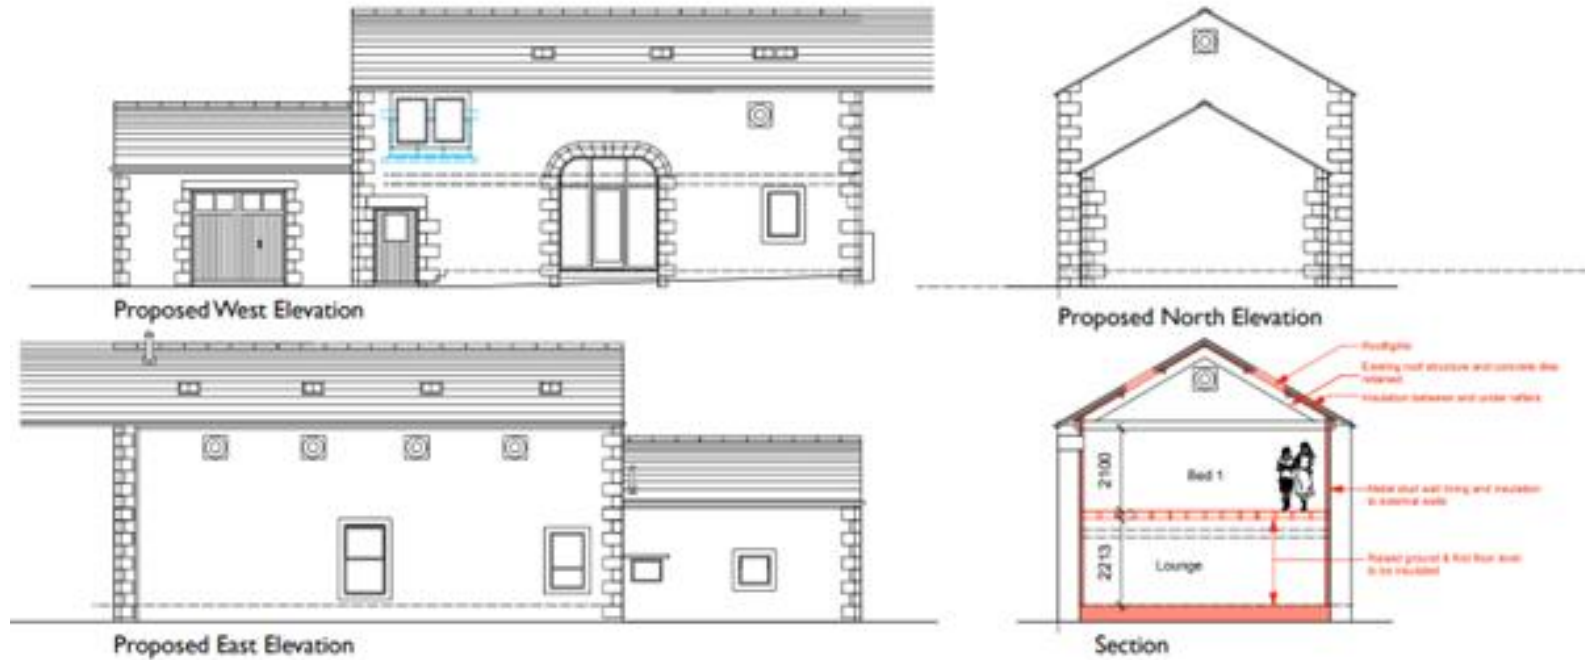 Proposed West Elevation
Proposed North Elevation
Rooflights
Existing roof structure and concrete tiles
retained
Insulation between and under rafters
2100
Bed 1
Metal stud wall lining and insulation
to external walls
2213
Lounge
Raised ground & first floor level
to be insulated
Proposed East Elevation
Section